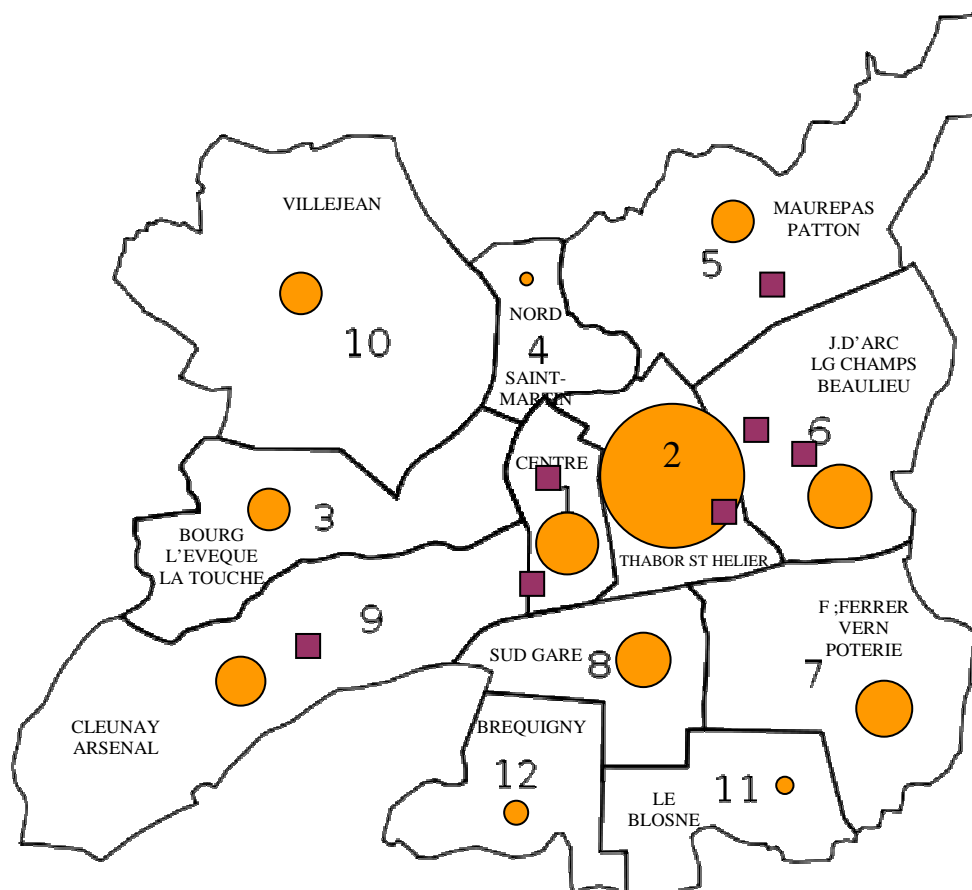 VILLEJEAN
10
MAUREPAS
PATTON
5
NORD
4
SAINT-
MARTIN
J.D'ARC
LG CHAMPS
BEAULIEU
6
2
THABOR ST HELIER
CENTRE
1
3
BOURG
L'EVEQUE
LA TOUCHE
9
CLEUNAY
ARSENAL
SUD GARE
8
F ;FERRER
VERN
POTERIE
7
BREQUIGNY
12
11
LE
BLOSNE